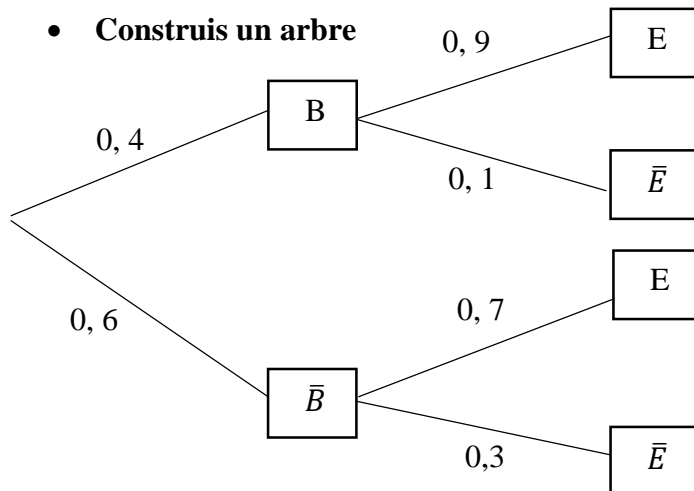 • Construis un arbre
0, 9
E
B
0, 4
0, 1
Ē
E
0, 6
0, 7
B̄
0,3
Ē